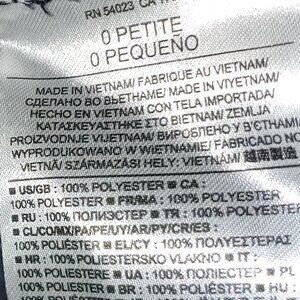 RN 54023 CA
0 PETITE
0 PEQUEÑO
MADE IN VIETNAM/ FABRIQUE AU VIETNAM/
СДЕЛАНО ВО ВЬЕТНАМЕ/ MADE IN VIYETNAM/
HECHO EN VIETNAM CON TELA IMPORTADA/
ΚΑΤΑΣΚΕΥΑΣΤΗΚΕ ΣΤΟ ΒΙΕΤΝΑΜ/ ZEMLJA
PROIZVODNJE VIJETNAM/ ВИРОБЛЕНО У В'ЄТНАМІ/
WYPRODUKOWANO W WIETNAMIE/ FABRICADO NO
VIETNÃ/ SZÁRMAZÁSI HELY: VIETNAM/ 越南製造
■ US/GB : 100% POLYESTER ■ CA :
100% POLYESTER ■ FR/MA : 100% POLYESTER
■ RU : 100% ПОЛИЭСТЕР ■ TR : 100% POLYESTER
■ CL/CO/MX/PA/PE/UY/AR/PY/CR/ES :
100% POLIÉSTER ■ EL/CY : 100% ΠΟΛΥΕΣΤΕΡΑΣ
■ HR : 100% POLIESTERSKO VLAKNO ■ IT :
100% POLIESTERE ■ UA : 100% ПОЛІЕСТЕР ■ PL
100% POLIESTER ■ BR : 100% POLIÉSTER ■ HU :